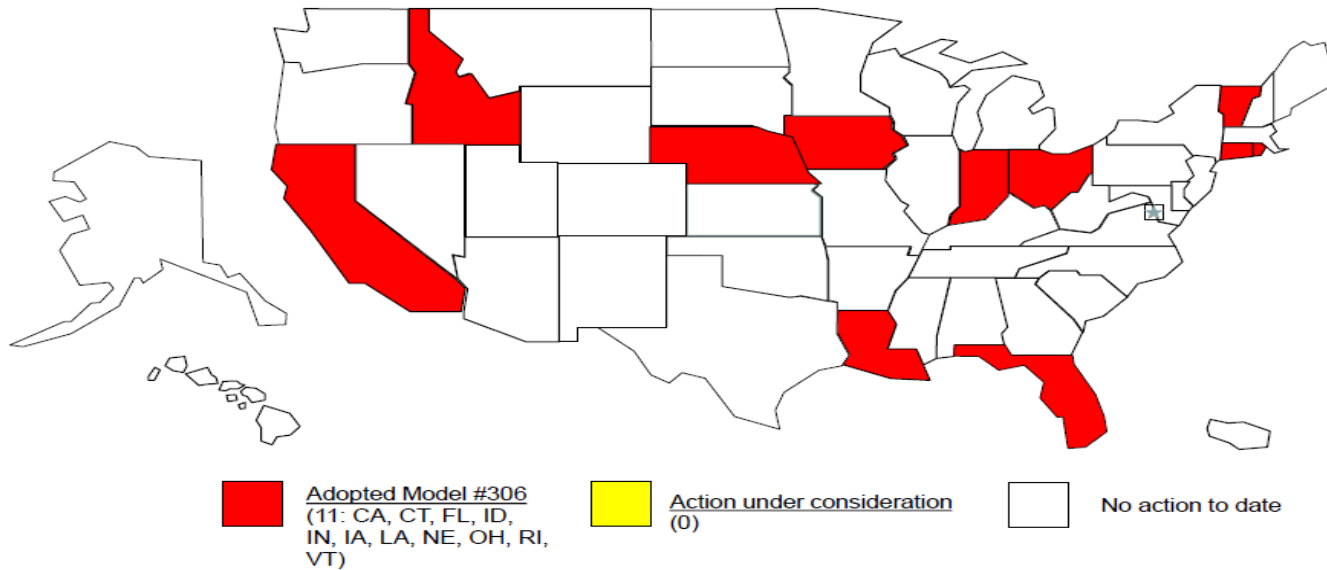 Adopted Model #306
(11: CA, CT, FL, ID,
IN, IA, LA, NE, OH, RI,
VT)
Action under consideration
(0)
No action to date